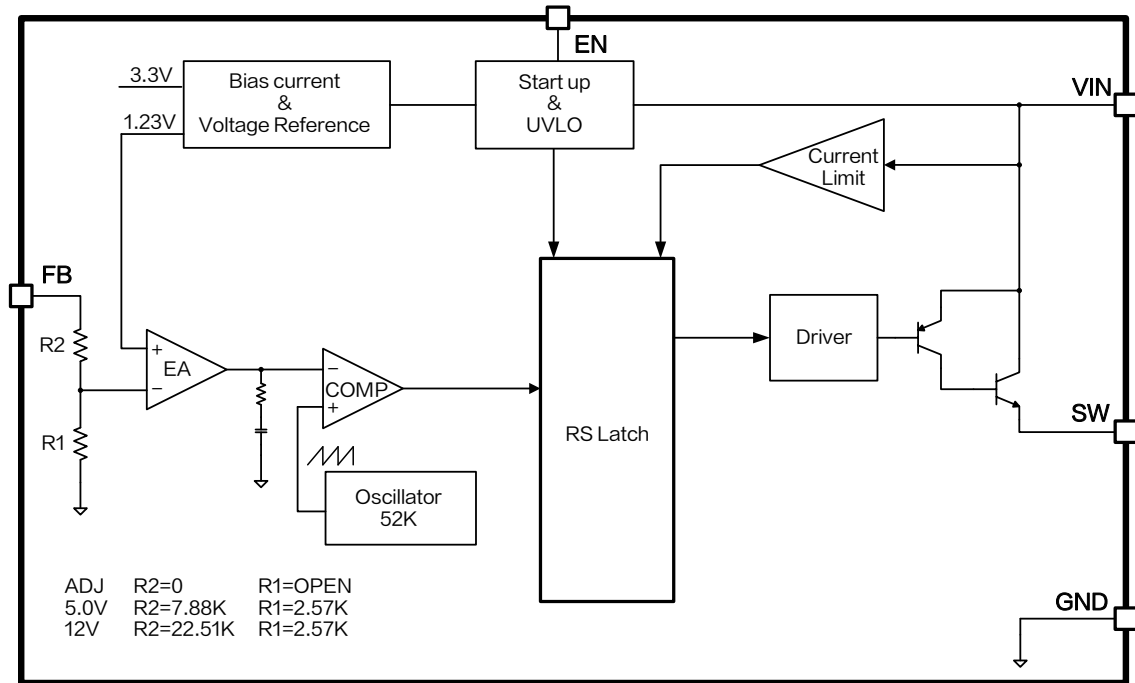 EN
3.3V
Bias current
&
Voltage Reference
1.23V
Start up
&
UVLO
VIN
Current
Limit
FB
R2
+
EA
−
R1
−
COMP
+
Oscillator
52K
RS Latch
Driver
SW
GND
ADJ R2=0 R1=OPEN
5.0V R2=7.88K R1=2.57K
12V R2=22.51K R1=2.57K